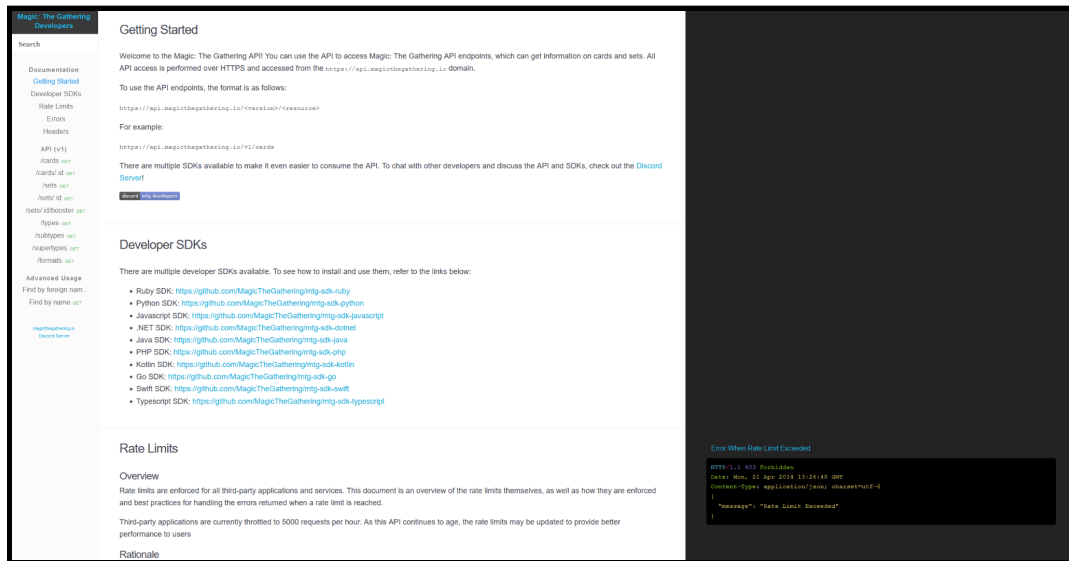 Magic: The Gathering
Developers
Search
Documentation
Getting Started
Developer SDKs
Rate Limits
Errors
Headers
API (v1)
/cards GET
/cards/:id GET
/sets GET
/sets/:id GET
/sets/:id/booster GET
/types GET
/subtypes GET
/supertypes GET
/formats GET
Advanced Usage
Find by foreign nam...
Find by name GET
magicthegathering.io
Discord Server
Getting Started
Welcome to the Magic: The Gathering API! You can use the API to access Magic: The Gathering API endpoints, which can get information on cards and sets. All
API access is performed over HTTPS and accessed from the https://api.magicthegathering.io domain.
To use the API endpoints, the format is as follows:
https://api.magicthegathering.io/<version>/<resource>
For example:
https://api.magicthegathering.io/v1/cards
There are multiple SDKs available to make it even easier to consume the API. To chat with other developers and discuss the API and SDKs, check out the Discord
Server!
discord mtg developers
Developer SDKs
There are multiple developer SDKs available. To see how to install and use them, refer to the links below:
• Ruby SDK: https://github.com/MagicTheGathering/mtg-sdk-ruby
• Python SDK: https://github.com/MagicTheGathering/mtg-sdk-python
• Javascript SDK: https://github.com/MagicTheGathering/mtg-sdk-javascript
• .NET SDK: https://github.com/MagicTheGathering/mtg-sdk-dotnet
• Java SDK: https://github.com/MagicTheGathering/mtg-sdk-java
• PHP SDK: https://github.com/MagicTheGathering/mtg-sdk-php
• Kotlin SDK: https://github.com/MagicTheGathering/mtg-sdk-kotlin
• Go SDK: https://github.com/MagicTheGathering/mtg-sdk-go
• Swift SDK: https://github.com/MagicTheGathering/mtg-sdk-swift
• Typescript SDK: https://github.com/MagicTheGathering/mtg-sdk-typescript
Rate Limits
Overview
Rate limits are enforced for all third-party applications and services. This document is an overview of the rate limits themselves, as well as how they are enforced
and best practices for handling the errors returned when a rate limit is reached.
Third-party applications are currently throttled to 5000 requests per hour. As this API continues to age, the rate limits may be updated to provide better
performance to users
Rationale
Error When Rate Limit Exceeded
HTTP/1.1 403 Forbidden
Date: Mon, 21 Apr 2014 13:26:48 GMT
Content-Type: application/json; charset=utf-8
{
"message": "Rate Limit Exceeded"
}